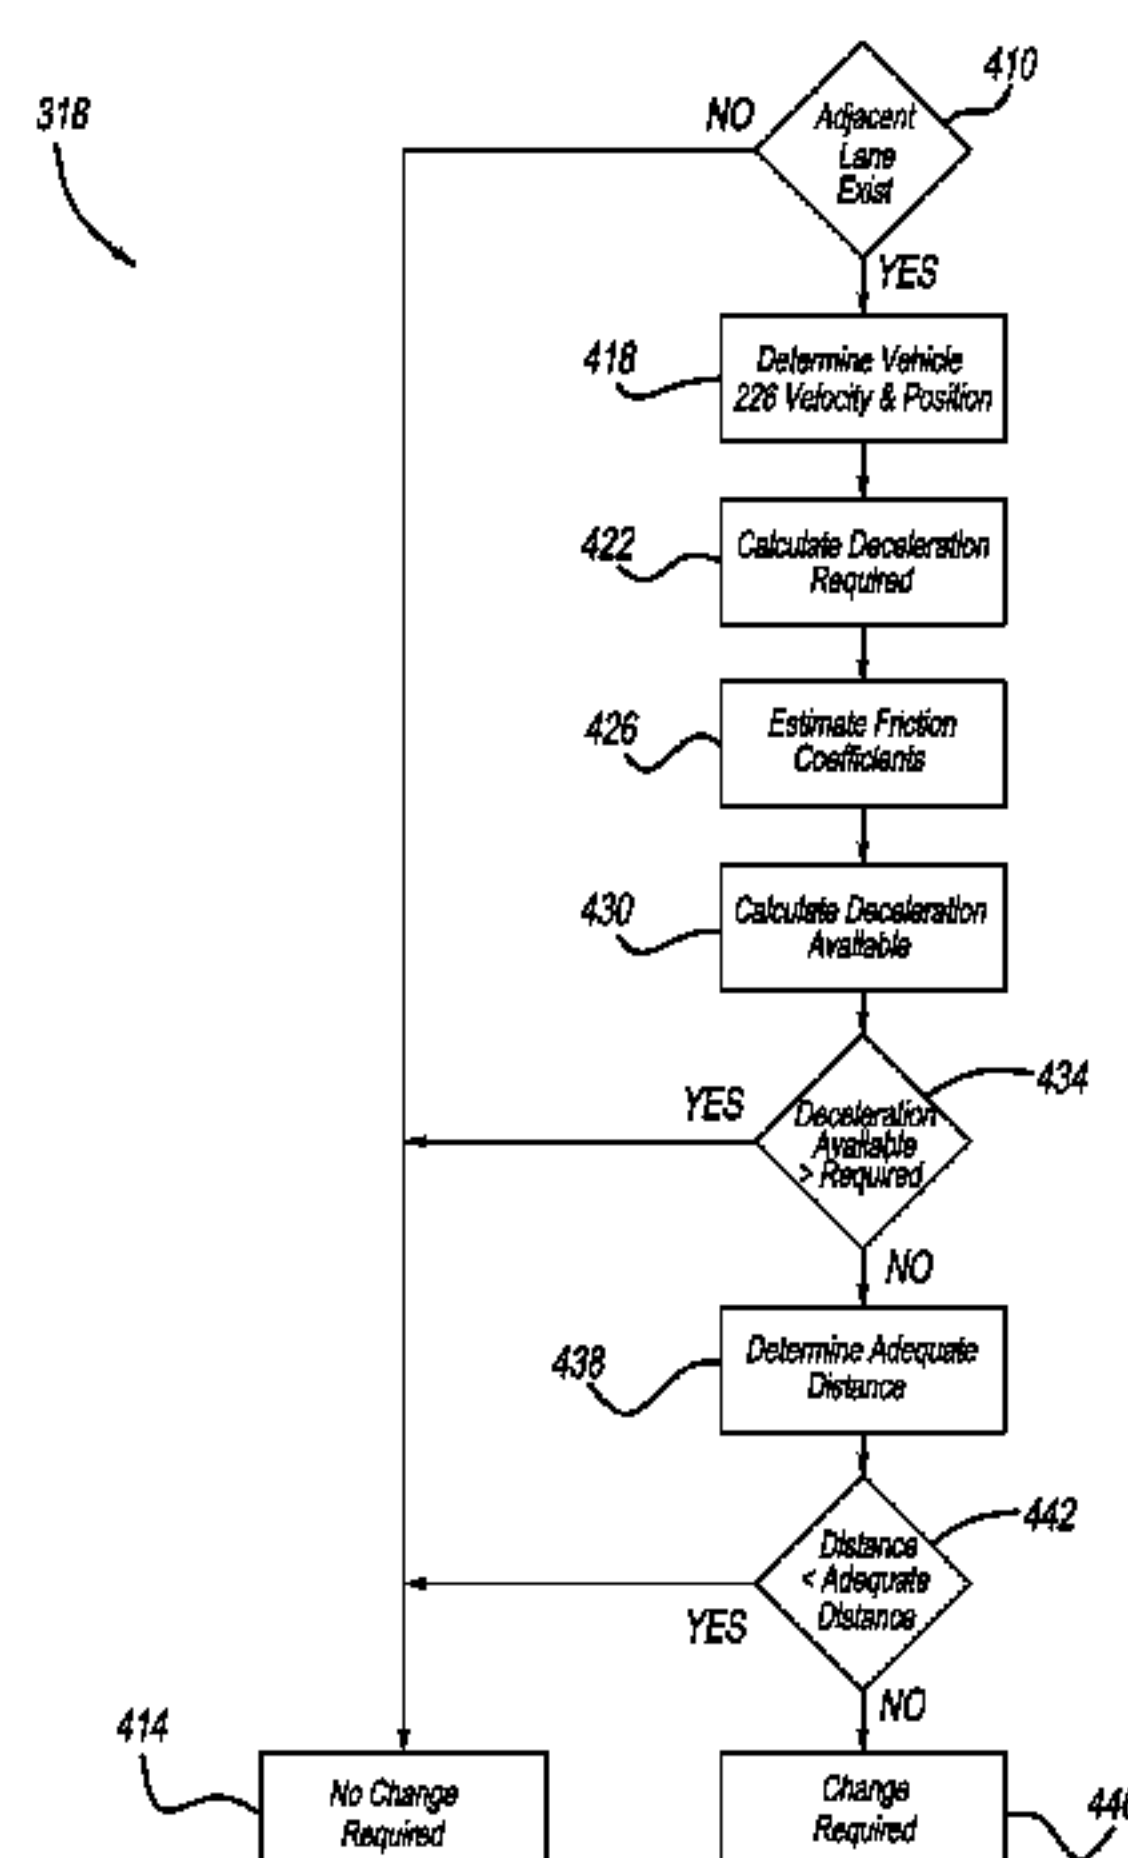 318
410
NO
Adjacent
Lane
Exist
YES
418
Determine Vehicle
226 Velocity & Position
422
Calculate Deceleration
Required
426
Estimate Friction
Coefficients
430
Calculate Deceleration
Available
434
YES
Deceleration
Available
> Required
NO
438
Determine Adequate
Distance
442
Distance
< Adequate
Distance
YES
NO
414
No Change
Required
Change
Required